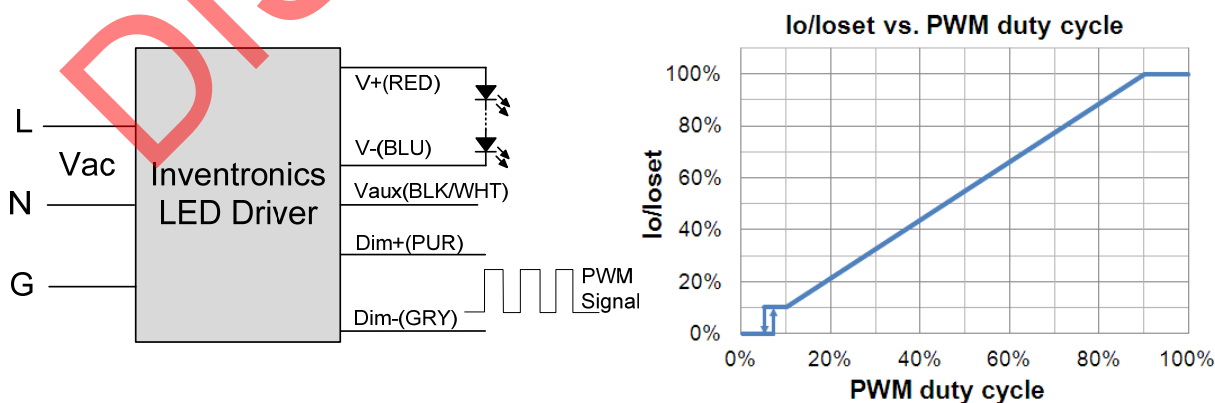 Dis
L
Vac
N
G
Inventronics
LED Driver
V+(RED)
V-(BLU)
Vaux(BLK/WHT)
Dim+(PUR)
Dim-(GRY)
PWM
Signal
Io/Ioset vs. PWM duty cycle
Io/Ioset
100%
80%
60%
40%
20%
0%
0%
20%
40%
60%
80%
100%
PWM duty cycle